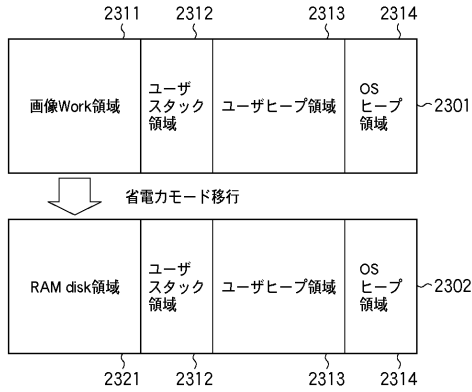 2311 2312 2313 2314
画像Work領域
ユーザ
スタック
領域
ユーザヒープ領域
OS
ヒープ
領域
2301
省電力モード移行
RAM disk領域
ユーザ
スタック
領域
ユーザヒープ領域
OS
ヒープ
領域
2302
2321 2312 2313 2314